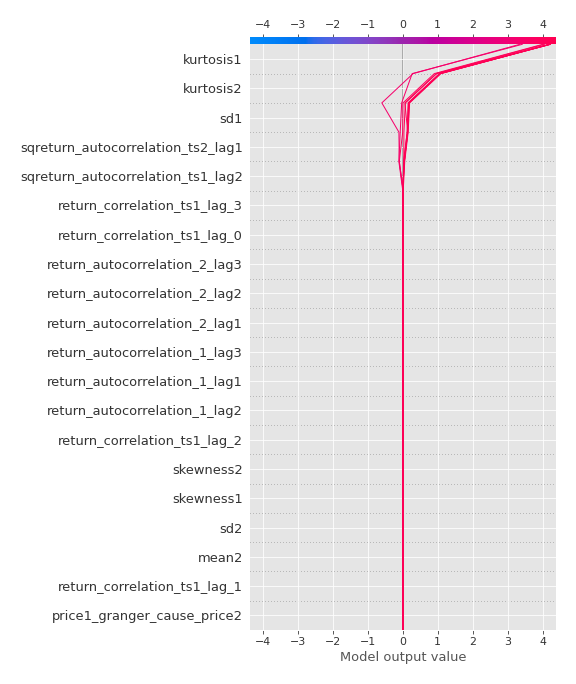 −4 −3 −2 −1 0 1 2 3 4
kurtosis1
kurtosis2
sd1
sqreturn_autocorrelation_ts2_lag1
sqreturn_autocorrelation_ts1_lag2
return_correlation_ts1_lag_3
return_correlation_ts1_lag_0
return_autocorrelation_2_lag3
return_autocorrelation_2_lag2
return_autocorrelation_2_lag1
return_autocorrelation_1_lag3
return_autocorrelation_1_lag1
return_autocorrelation_1_lag2
return_correlation_ts1_lag_2
skewness2
skewness1
sd2
mean2
return_correlation_ts1_lag_1
price1_granger_cause_price2
−4 −3 −2 −1 0 1 2 3 4
Model output value